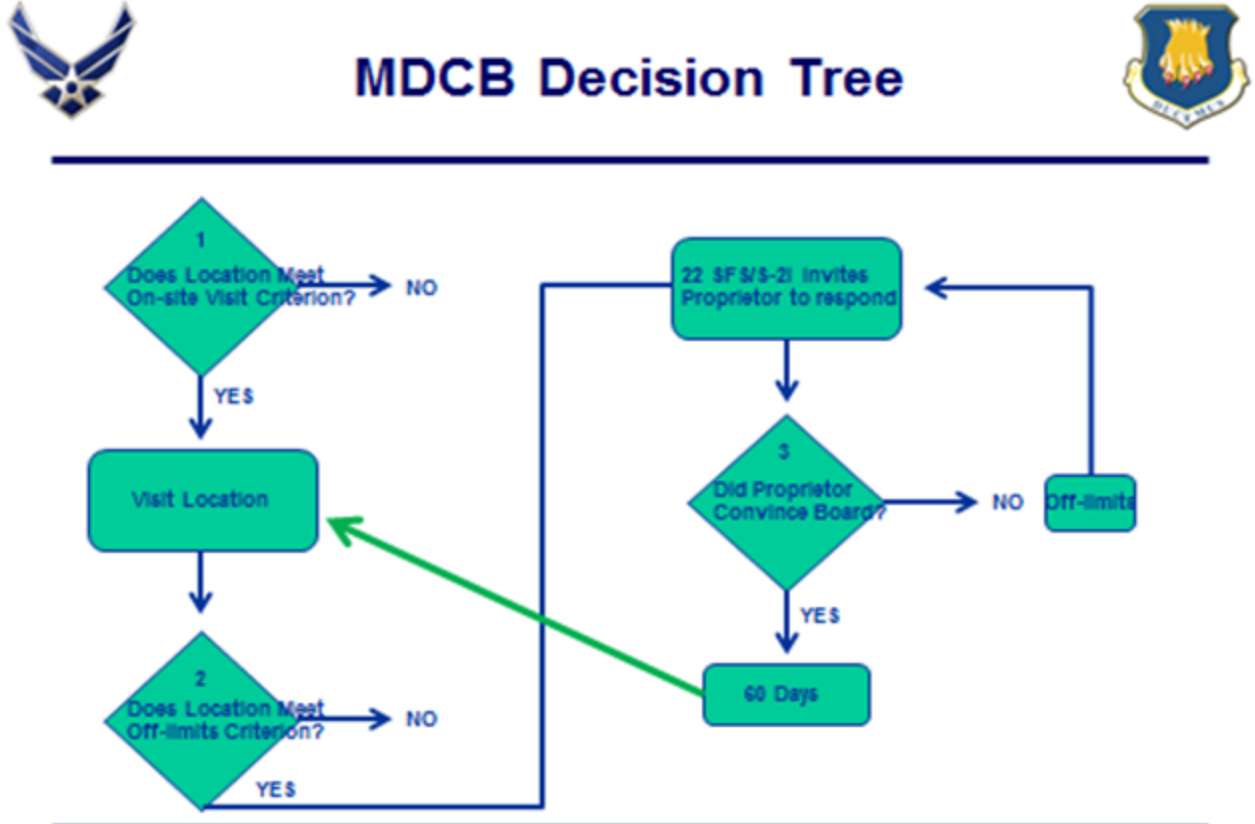 MDCB Decision Tree
1
Does Location Meet
On-site Visit Criterion?
NO
YES
Visit Location
2
Does Location Meet
Off-limits Criterion?
NO
YES
22 SFS/S-2I Invites
Proprietor to respond
3
Did Proprietor
Convince Board?
NO
Off-limits
YES
60 Days